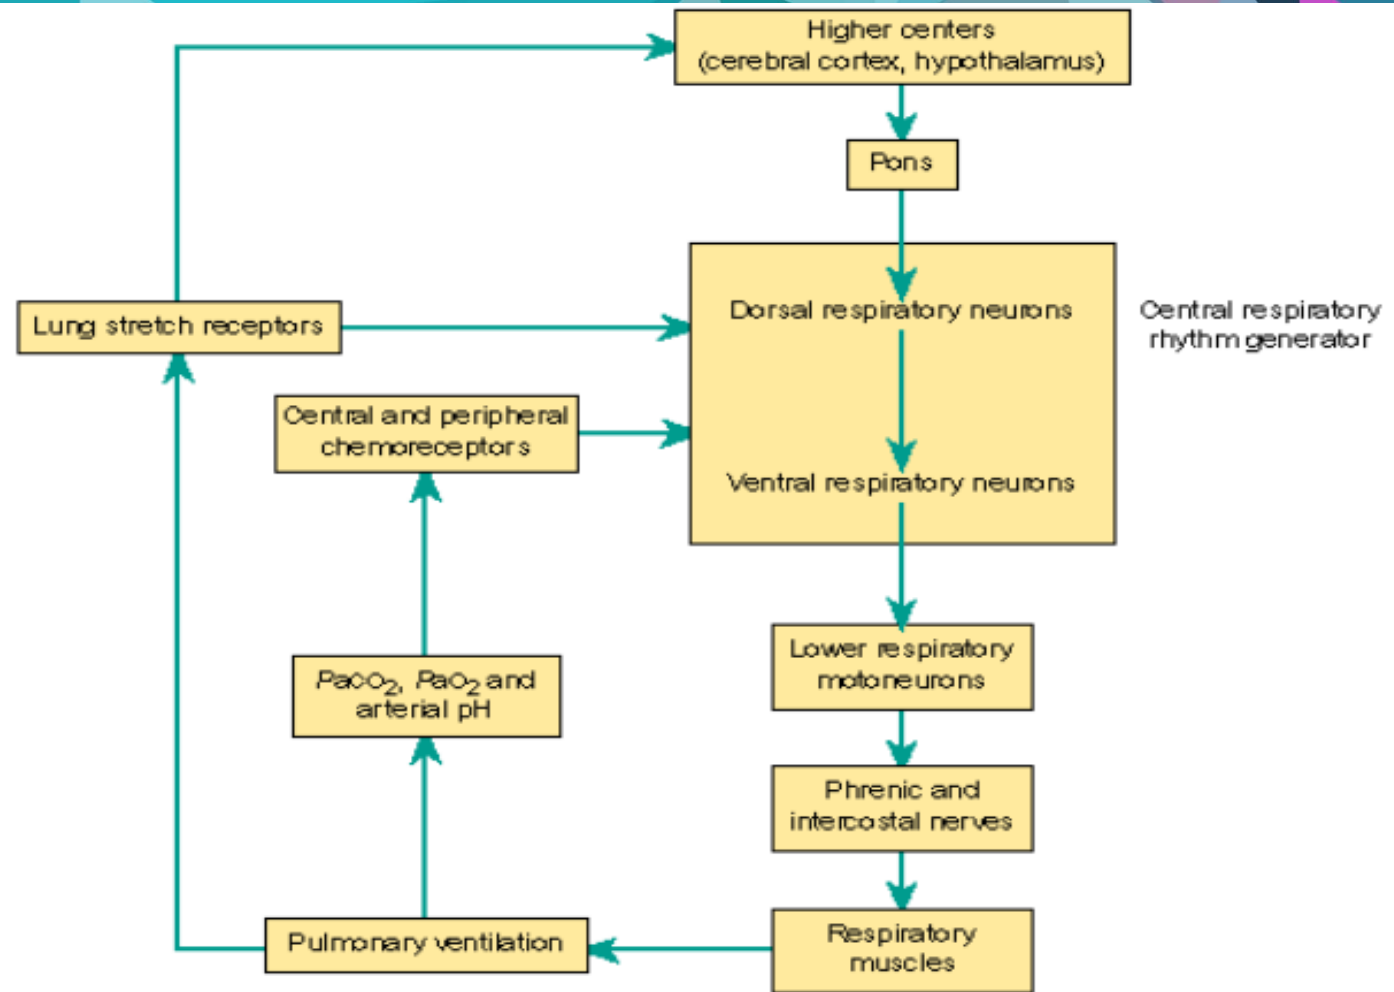 Higher centers
(cerebral cortex, hypothalamus)
Pons
Dorsal respiratory neurons
Central respiratory
rhythm generator
Lung stretch receptors
Central and peripheral
chemoreceptors
Ventral respiratory neurons
Lower respiratory
motoneurons
PaCO₂, PaO₂ and
arterial pH
Phrenic and
intercostal nerves
Pulmonary ventilation
Respiratory
muscles